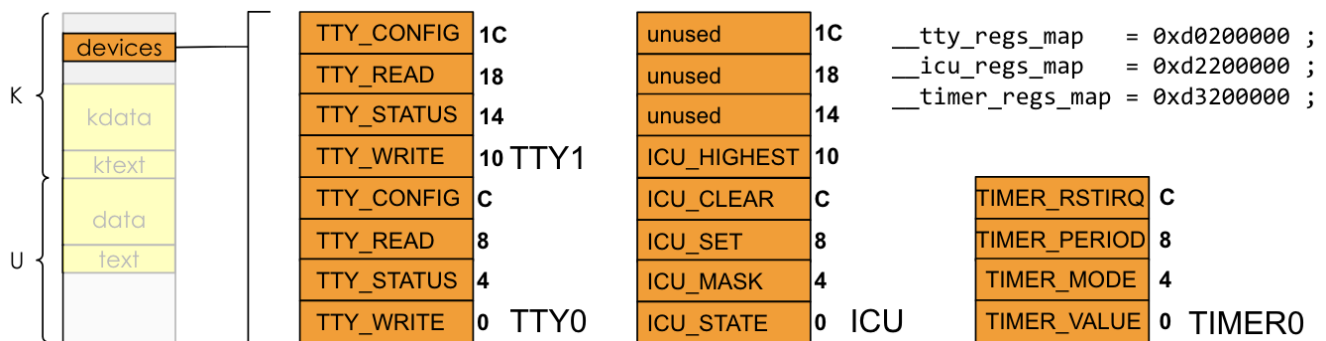 K
devices
kdata
ktext
U
data
text
TTY_CONFIG 1C
TTY_READ 18
TTY_STATUS 14
TTY_WRITE 10 TTY1
TTY_CONFIG C
TTY_READ 8
TTY_STATUS 4
TTY_WRITE 0 TTY0
unused 1C
unused 18
unused 14
ICU_HIGHEST 10
ICU_CLEAR C
ICU_SET 8
ICU_MASK 4
ICU_STATE 0 ICU
__tty_regs_map = 0xd0200000 ;
__icu_regs_map = 0xd2200000 ;
__timer_regs_map = 0xd3200000 ;
TIMER_RSTIRQ C
TIMER_PERIOD 8
TIMER_MODE 4
TIMER_VALUE 0 TIMER0